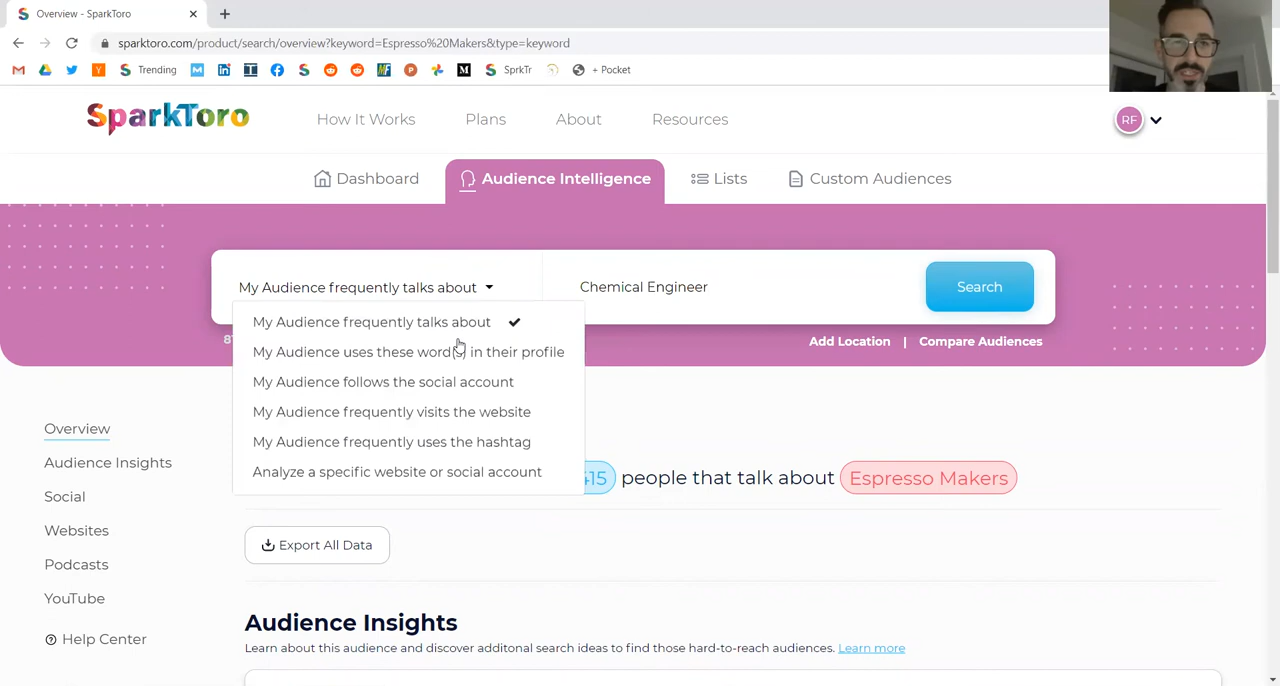 Overview - SparkToro
sparktoro.com/product/search/overview?keyword=Espresso%20Makers&type=keyword
Trending SprkTr + Pocket
SparkToro How It Works Plans About Resources RF
Dashboard Audience Intelligence Lists Custom Audiences
My Audience frequently talks about Chemical Engineer Search
My Audience frequently talks about
My Audience uses these word(s) in their profile
My Audience follows the social account
My Audience frequently visits the website
My Audience frequently uses the hashtag
Analyze a specific website or social account
Add Location | Compare Audiences
Overview
Audience Insights
Social
Websites
Podcasts
YouTube
Help Center
415 people that talk about Espresso Makers
Export All Data
Audience Insights
Learn about this audience and discover additonal search ideas to find those hard-to-reach audiences. Learn more